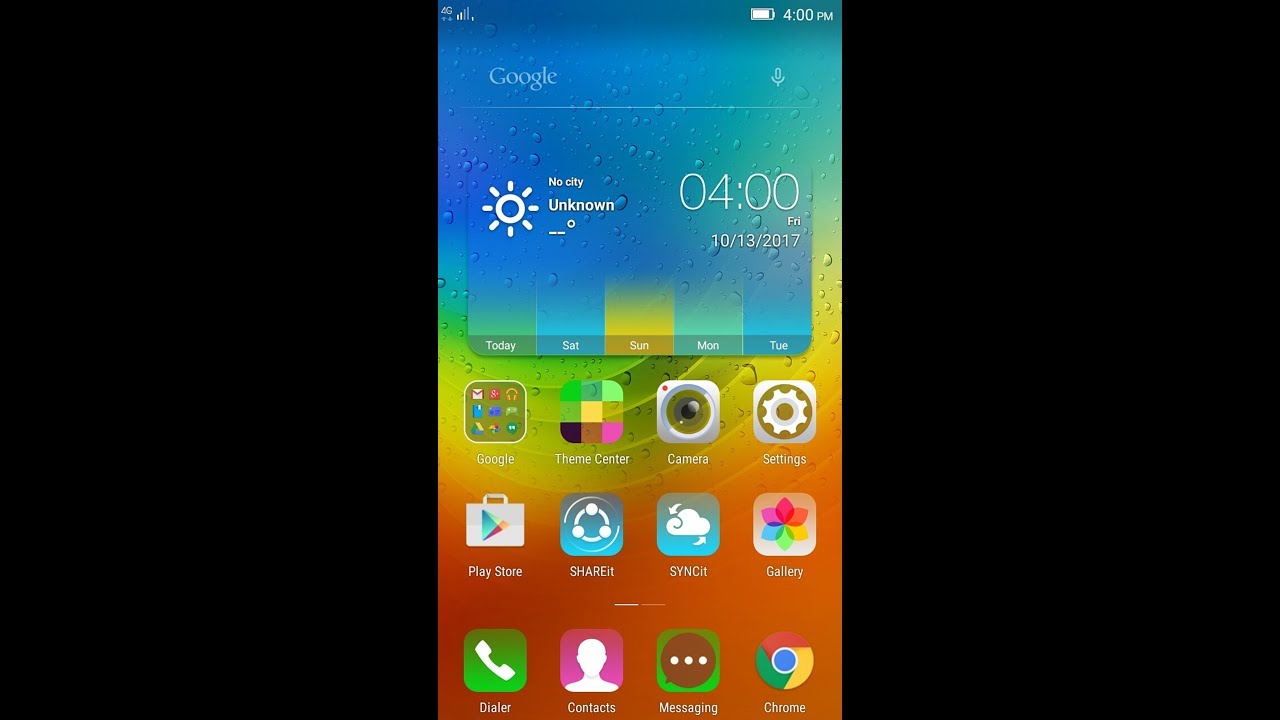 4G 4:00 PM
Google
No city
Unknown
__°
04:00
Fri
10/13/2017
Today Sat Sun Mon Tue
Google Theme Center Camera Settings
Play Store SHAREit SYNCit Gallery
Dialer Contacts Messaging Chrome